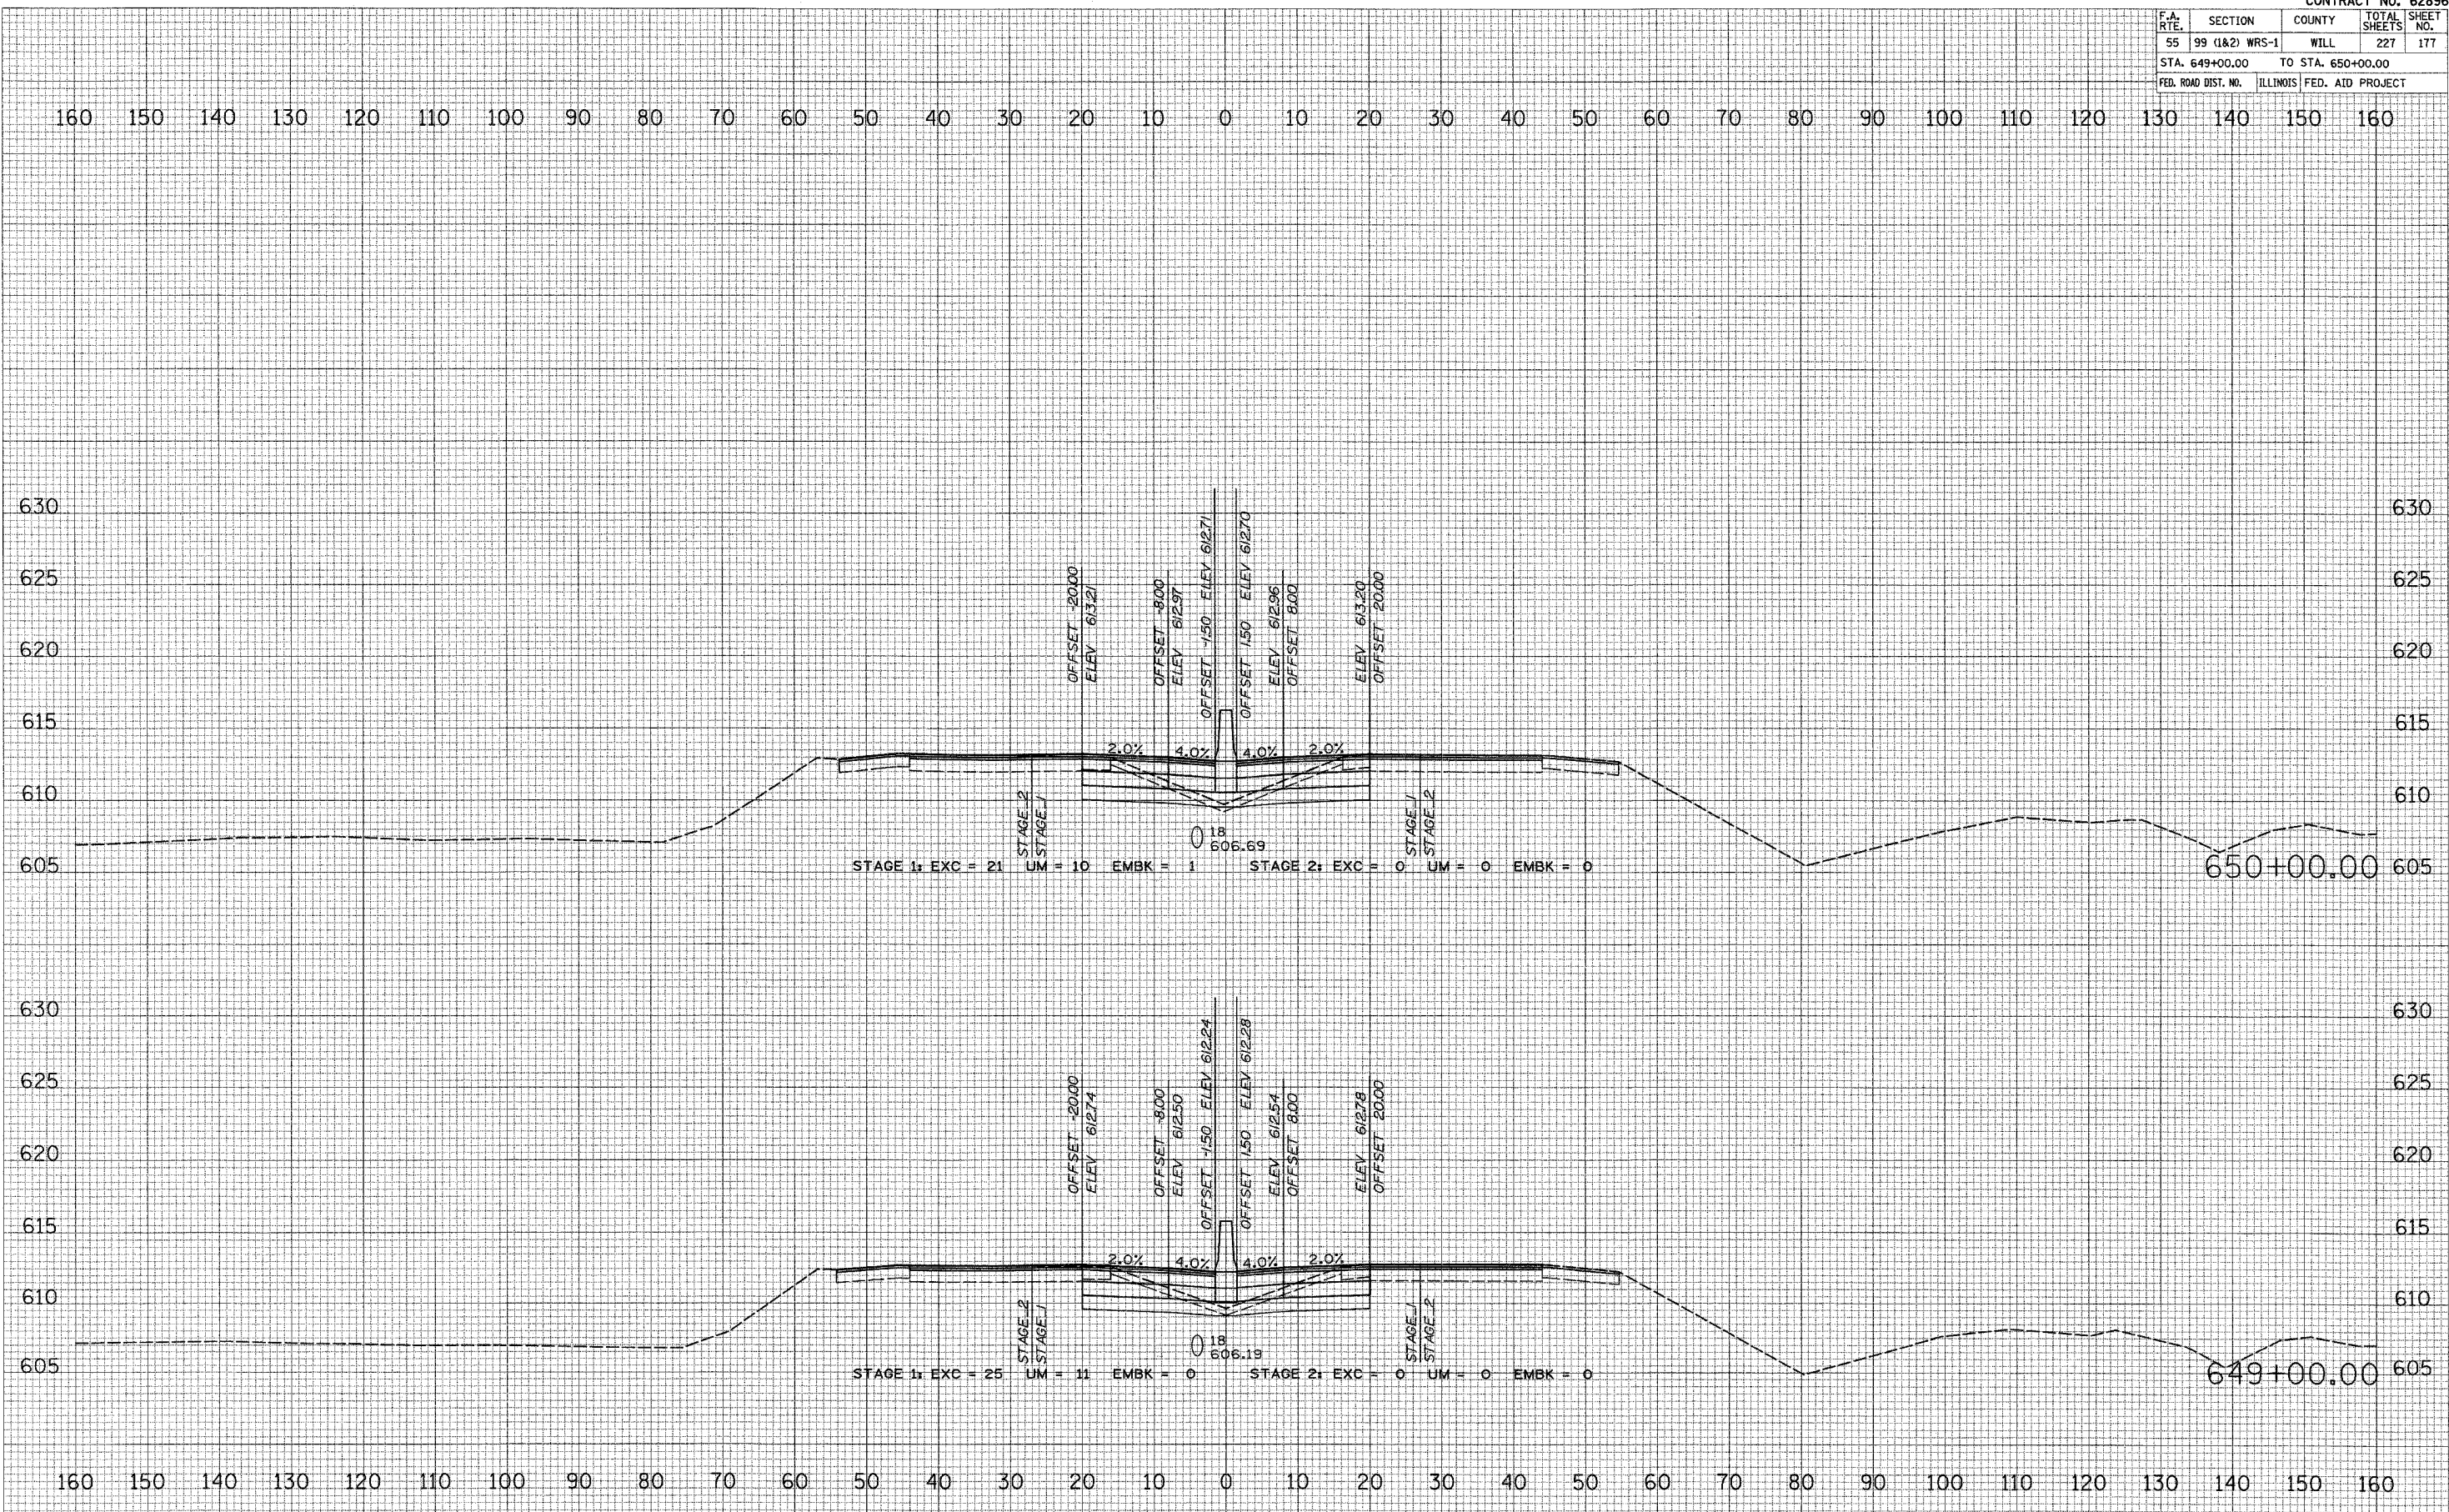 CONTRACT NO. 62896
F.A. RTE. SECTION COUNTY TOTAL SHEETS SHEET NO.
55 99 (1&2) WRS-1 WILL 227 177
STA. 649+00.00 TO STA. 650+00.00
FED. ROAD DIST. NO. ILLINOIS FED. AID PROJECT
160 150 140 130 120 110 100 90 80 70 60 50 40 30 20 10 0 10 20 30 40 50 60 70 80 90 100 110 120 130 140 150 160
630 630
625 625
620 620
615 615
610 610
605 605
OFFSET -20.00
ELEV 613.21
OFFSET -8.00
ELEV 612.97
OFFSET -1.50 ELEV 612.71
OFFSET 1.50 ELEV 612.70
ELEV 612.96
OFFSET 8.00
ELEV 613.20
OFFSET 20.00
2.0% 4.0% 4.0% 2.0%
STAGE 2
STAGE 1
STAGE 1
STAGE 2
18
606.69
STAGE 1: EXC = 21 UM = 10 EMBK = 1 STAGE 2: EXC = 0 UM = 0 EMBK = 0
650+00.00
630 630
625 625
620 620
615 615
610 610
605 605
OFFSET -20.00
ELEV 612.74
OFFSET -8.00
ELEV 612.50
OFFSET -1.50 ELEV 612.24
OFFSET 1.50 ELEV 612.28
ELEV 612.54
OFFSET 8.00
ELEV 612.78
OFFSET 20.00
2.0% 4.0% 4.0% 2.0%
STAGE 2
STAGE 1
STAGE 1
STAGE 2
18
606.19
STAGE 1: EXC = 25 UM = 11 EMBK = 0 STAGE 2: EXC = 0 UM = 0 EMBK = 0
649+00.00
160 150 140 130 120 110 100 90 80 70 60 50 40 30 20 10 0 10 20 30 40 50 60 70 80 90 100 110 120 130 140 150 160